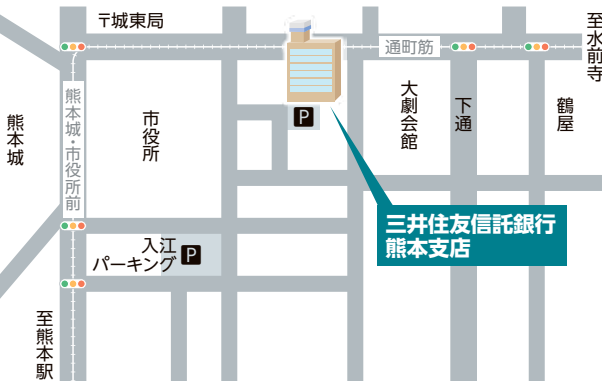 〒城東局
至水前寺
通町筋
熊本城・市役所前
熊本城
市役所
P
大劇会館
下通
鶴屋
三井住友信託銀行
熊本支店
入江
パーキング
P
至熊本駅